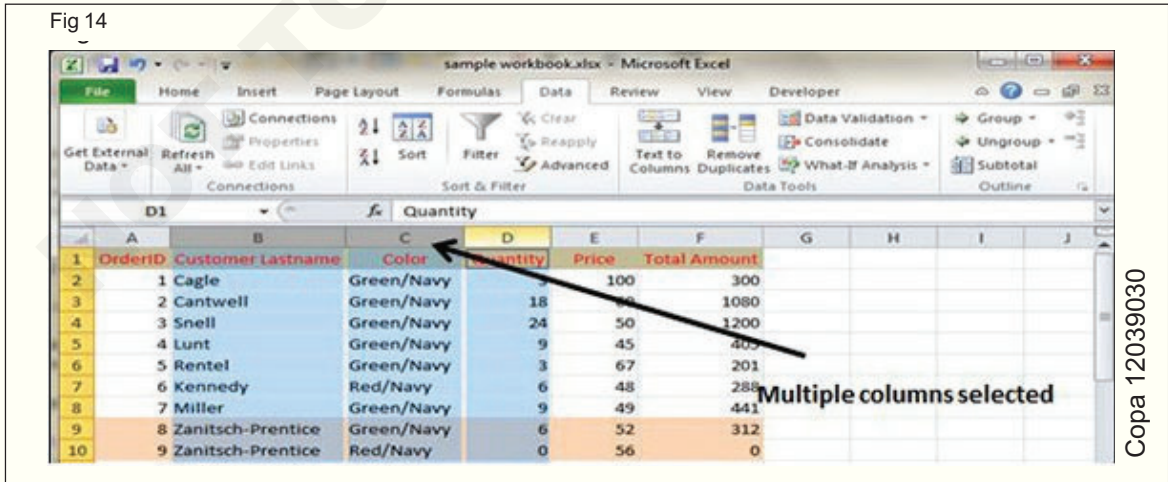 Fig 14
sample workbook.xlsx - Microsoft Excel
File Home Insert Page Layout Formulas Data Review View Developer
Get External Data
Refresh All
Connections
Properties
Edit Links
Connections
Sort
Filter
Clear
Reapply
Advanced
Sort & Filter
Text to Columns
Remove Duplicates
Data Validation
Consolidate
What-If Analysis
Data Tools
Group
Ungroup
Subtotal
Outline
D1 fx Quantity
A B C D E F G H I J
1 OrderID Customer Lastname Color Quantity Price Total Amount
2 1 Cagle Green/Navy 100 300
3 2 Cantwell Green/Navy 18 1080
4 3 Snell Green/Navy 24 50 1200
5 4 Lunt Green/Navy 9 45 405
6 5 Rentel Green/Navy 3 67 201
7 6 Kennedy Red/Navy 6 48 288
8 7 Miller Green/Navy 9 49 441
9 8 Zanitsch-Prentice Green/Navy 6 52 312
10 9 Zanitsch-Prentice Red/Navy 0 56 0
Multiple columns selected
Copa 12039030